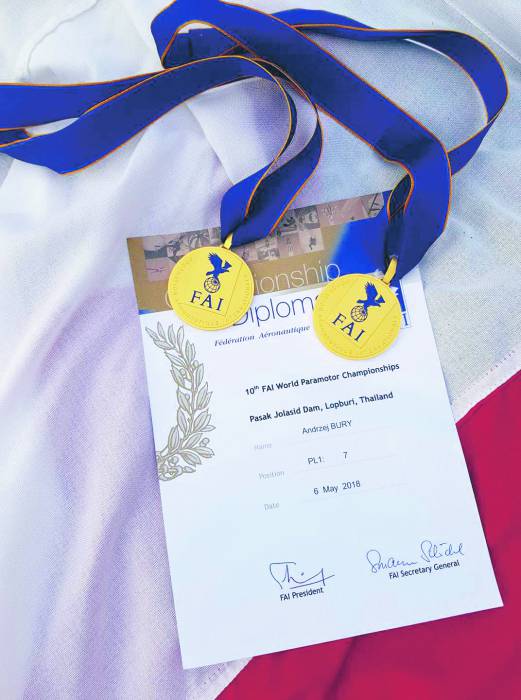 FAI
FAI
Championship
Diploma
Fédération Aéronautique
10th FAI World Paramotor Championships
Pasak Jolasid Dam, Lopburi, Thailand
Name
Andrzej BURY
Position
PL1: 7
Date
6 May 2018
FAI President
FAI Secretary General